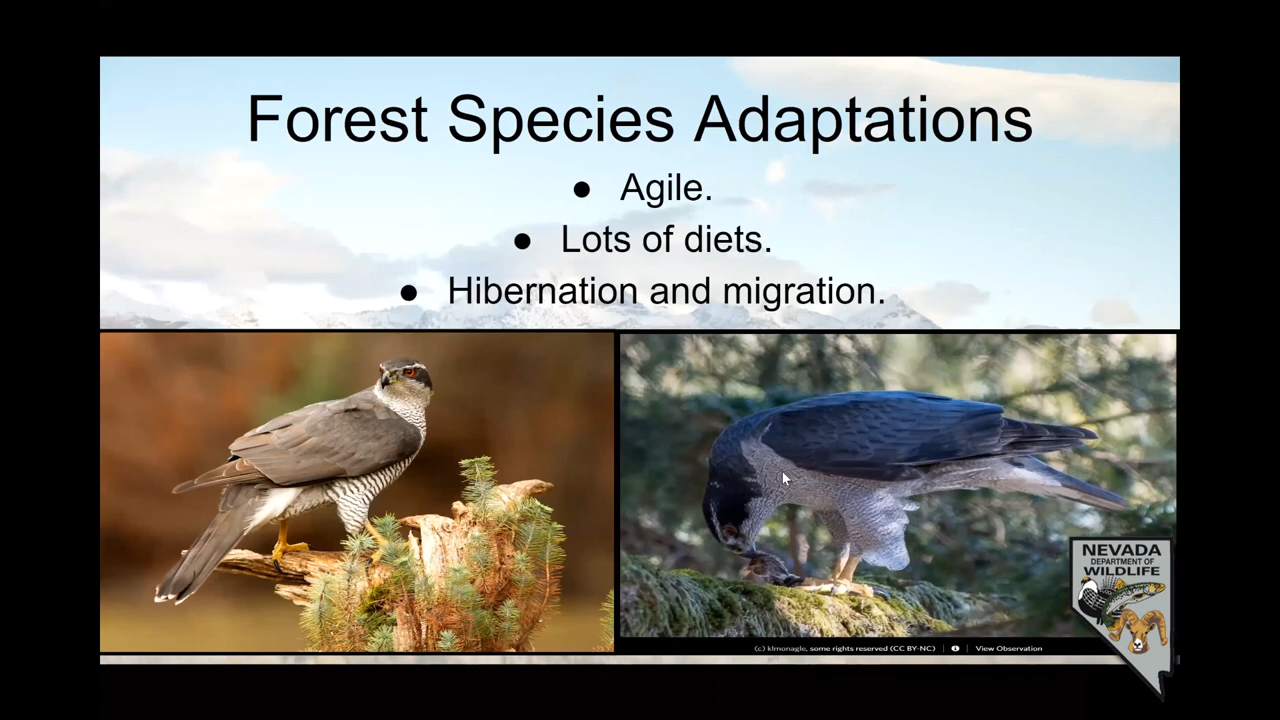 Forest Species Adaptations
● Agile.
● Lots of diets.
● Hibernation and migration.
(c) klmonagle, some rights reserved (CC BY-NC) | View Observation
NEVADA
DEPARTMENT OF
WILDLIFE